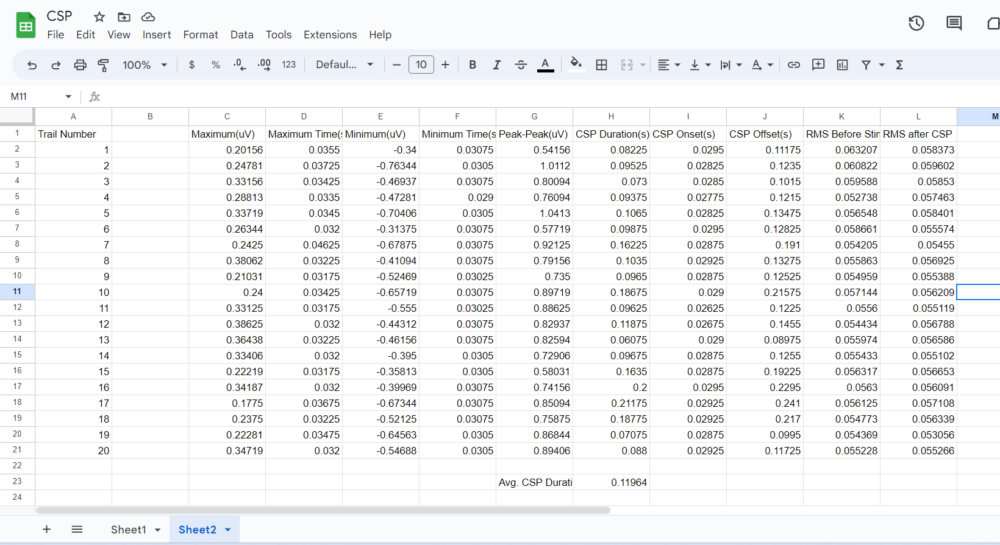 CSP
File Edit View Insert Format Data Tools Extensions Help
100% $ % .0 .00 123 Defaul... 10 B I A
M11 fx
A B C D E F G H I J K L M
1 Trail Number Maximum(uV) Maximum Time(s Minimum(uV) Minimum Time(s Peak-Peak(uV) CSP Duration(s) CSP Onset(s) CSP Offset(s) RMS Before Stim RMS after CSP
2 1 0.20156 0.0355 -0.34 0.03075 0.54156 0.08225 0.0295 0.11175 0.063207 0.058373
3 2 0.24781 0.03725 -0.76344 0.0305 1.0112 0.09525 0.02825 0.1235 0.060822 0.059602
4 3 0.33156 0.03425 -0.46937 0.03075 0.80094 0.073 0.0285 0.1015 0.059588 0.05853
5 4 0.28813 0.0335 -0.47281 0.029 0.76094 0.09375 0.02775 0.1215 0.052738 0.057463
6 5 0.33719 0.0345 -0.70406 0.0305 1.0413 0.1065 0.02825 0.13475 0.056548 0.058401
7 6 0.26344 0.032 -0.31375 0.03075 0.57719 0.09875 0.0295 0.12825 0.058661 0.055574
8 7 0.2425 0.04625 -0.67875 0.03075 0.92125 0.16225 0.02875 0.191 0.054205 0.05455
9 8 0.38062 0.03225 -0.41094 0.03075 0.79156 0.1035 0.02925 0.13275 0.055863 0.056925
10 9 0.21031 0.03175 -0.52469 0.03025 0.735 0.0965 0.02875 0.12525 0.054959 0.055388
11 10 0.24 0.03425 -0.65719 0.03075 0.89719 0.18675 0.029 0.21575 0.057144 0.056209
12 11 0.33125 0.03175 -0.555 0.03025 0.88625 0.09625 0.02625 0.1225 0.0556 0.055119
13 12 0.38625 0.032 -0.44312 0.03075 0.82937 0.11875 0.02675 0.1455 0.054434 0.056788
14 13 0.36438 0.03225 -0.46156 0.03075 0.82594 0.06075 0.029 0.08975 0.055974 0.056586
15 14 0.33406 0.032 -0.395 0.0305 0.72906 0.09675 0.02875 0.1255 0.055433 0.055102
16 15 0.22219 0.03175 -0.35813 0.0305 0.58031 0.1635 0.02875 0.19225 0.056317 0.056653
17 16 0.34187 0.032 -0.39969 0.03075 0.74156 0.2 0.0295 0.2295 0.0563 0.056091
18 17 0.1775 0.03675 -0.67344 0.03075 0.85094 0.21175 0.02925 0.241 0.056125 0.057108
19 18 0.2375 0.03225 -0.52125 0.03075 0.75875 0.18775 0.02925 0.217 0.054773 0.056339
20 19 0.22281 0.03475 -0.64563 0.0305 0.86844 0.07075 0.02875 0.0995 0.054369 0.053056
21 20 0.34719 0.032 -0.54688 0.0305 0.89406 0.088 0.02925 0.11725 0.055228 0.055266
22
23 Avg. CSP Durati 0.11964
24
Sheet1 Sheet2